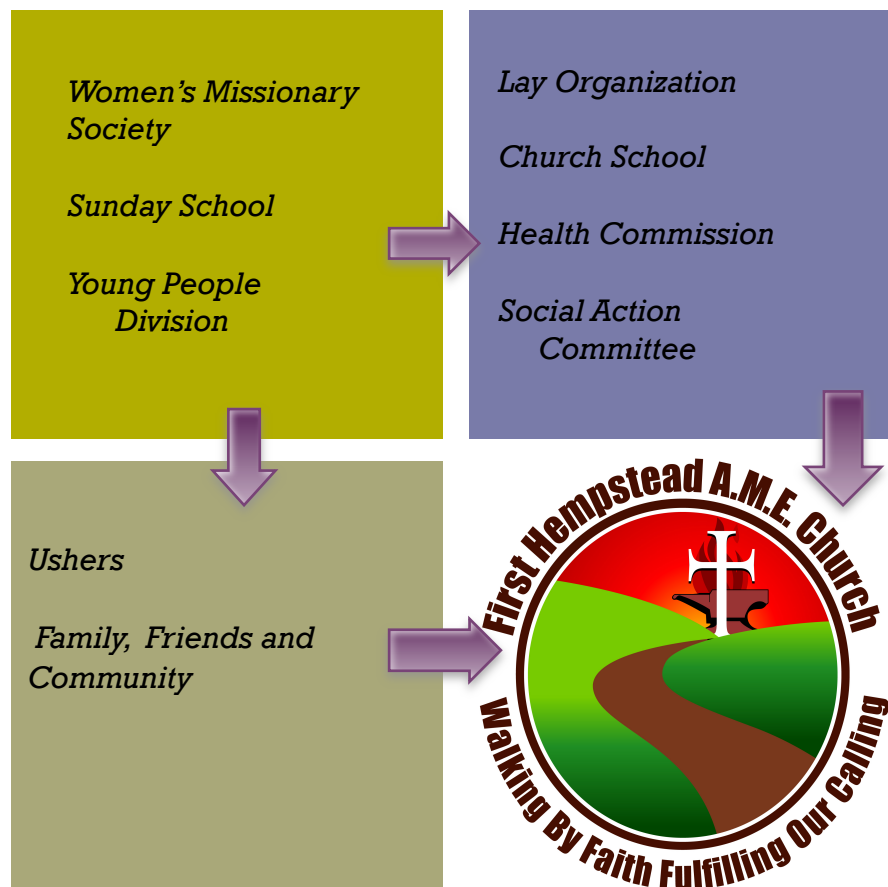 Women's Missionary
Society
Sunday School
Young People
Division
Lay Organization
Church School
Health Commission
Social Action
Committee
Ushers
Family, Friends and
Community
First Hempstead A.M.E. Church
Walking By Faith Fulfilling Our Calling